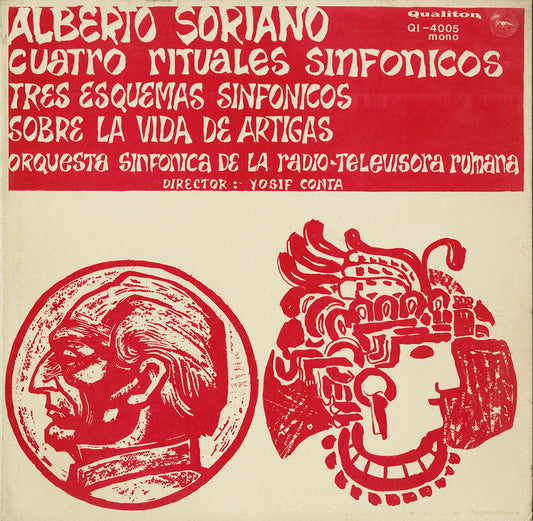 ALBERTO SORIANO
Qualiton
QI-4005
mono
CUATRO RITUALES SINFONICOS
TRES ESQUEMAS SINFONICOS
SOBRE LA VIDA DE ARTIGAS
ORQUESTA SINFONICA DE LA RADIO-TELEVISORA RUMANA
DIRECTOR: YOSIF CONTA